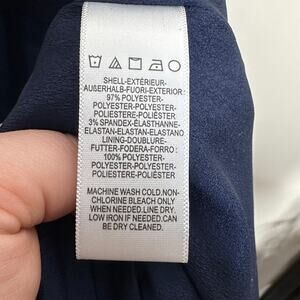 SHELL-EXTÉRIEUR-
AUßERHALB-FUORI-EXTERIOR :
97% POLYESTER-
POLYESTER-POLYESTER-
POLIESTERE-POLIÉSTER
3% SPANDEX-ÉLASTHANNE-
ELASTAN-ELASTAN-ELASTANO
LINING-DOUBLURE-
FUTTER-FODERA-FORRO :
100% POLYESTER-
POLYESTER-POLYESTER-
POLIESTERE-POLIÉSTER
MACHINE WASH COLD.NON-
CHLORINE BLEACH ONLY
WHEN NEEDED.LINE DRY.
LOW IRON IF NEEDED.CAN
BE DRY CLEANED.